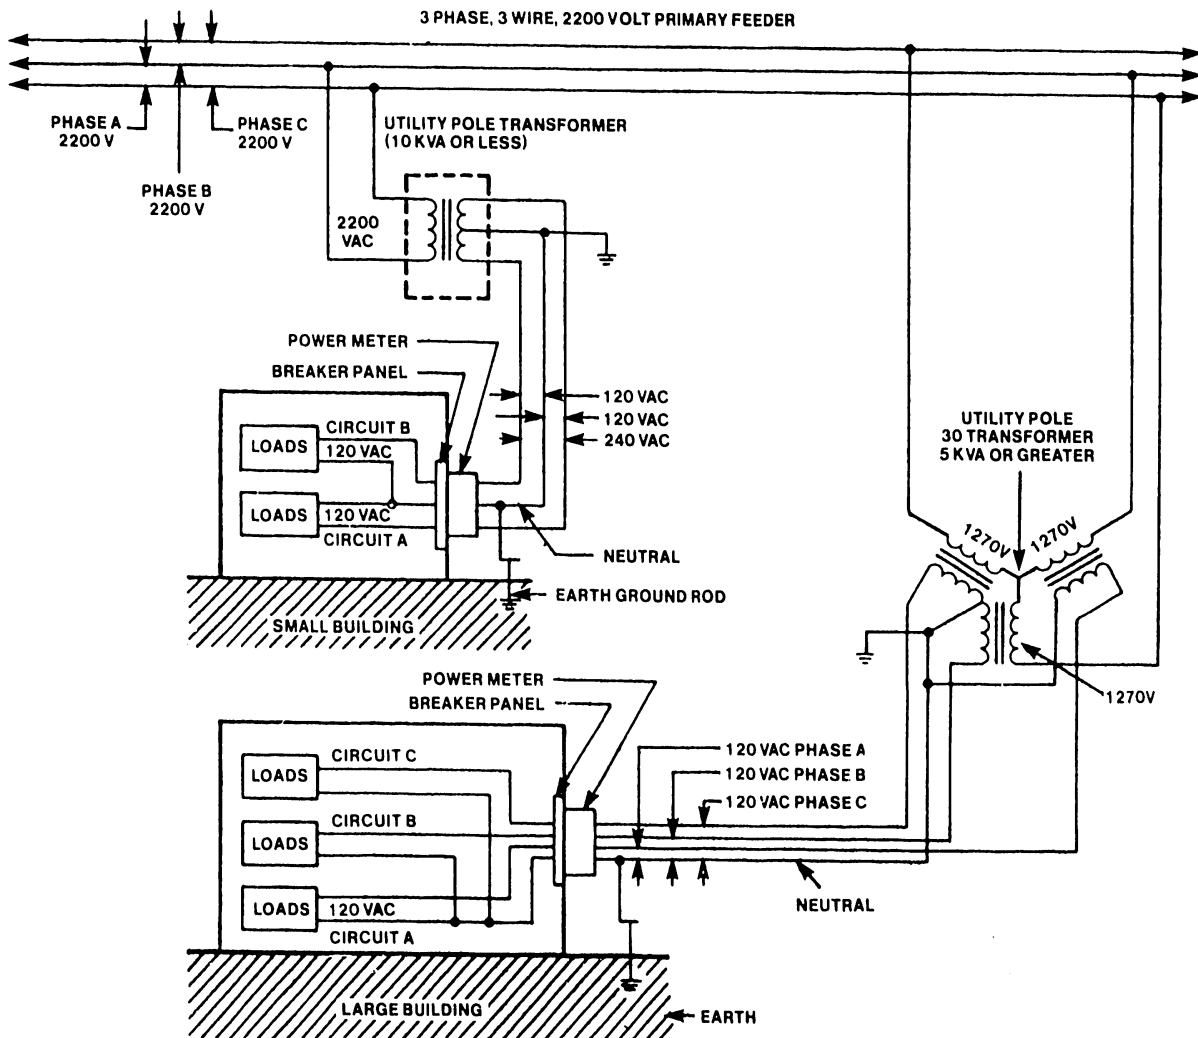 3 PHASE, 3 WIRE, 2200 VOLT PRIMARY FEEDER
PHASE A
2200 V
PHASE C
2200 V
PHASE B
2200 V
UTILITY POLE TRANSFORMER
(10 KVA OR LESS)
2200
VAC
POWER METER
BREAKER PANEL
120 VAC
120 VAC
240 VAC
LOADS
CIRCUIT B
120 VAC
LOADS
120 VAC
CIRCUIT A
NEUTRAL
EARTH GROUND ROD
SMALL BUILDING
UTILITY POLE
30 TRANSFORMER
5 KVA OR GREATER
1270V
1270V
1270V
POWER METER
BREAKER PANEL
LOADS
CIRCUIT C
LOADS
CIRCUIT B
LOADS
120 VAC
CIRCUIT A
120 VAC PHASE A
120 VAC PHASE B
120 VAC PHASE C
NEUTRAL
LARGE BUILDING
EARTH